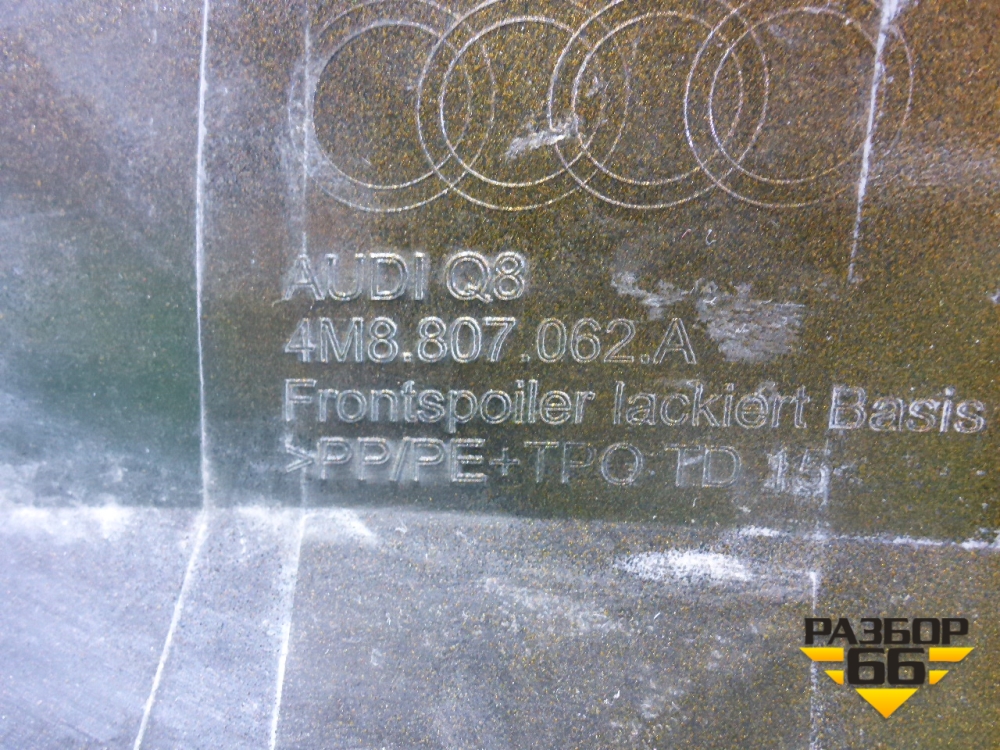 AUDI Q8
4M8.807.062.A
Frontspoiler lackiert Basis
>PP/PE+TPO TD 15<
РАЗБОР
66